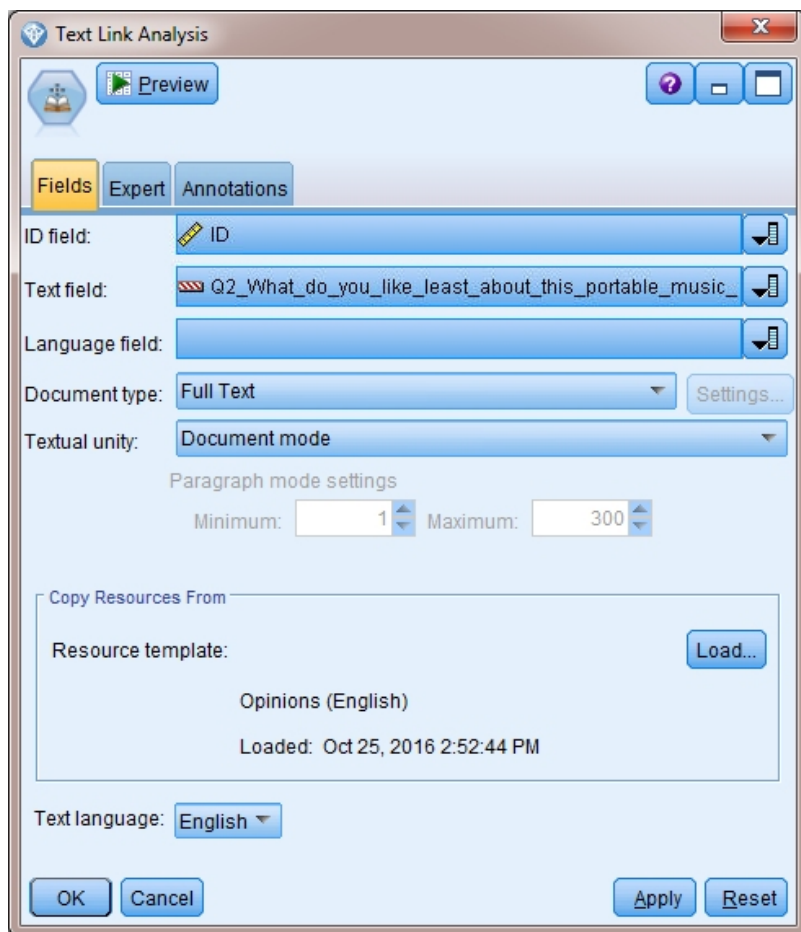 Text Link Analysis
Preview
Fields Expert Annotations
ID field: ID
Text field: Q2_What_do_you_like_least_about_this_portable_music_
Language field:
Document type: Full Text Settings...
Textual unity: Document mode
Paragraph mode settings
Minimum: 1 Maximum: 300
Copy Resources From
Resource template: Load...
Opinions (English)
Loaded: Oct 25, 2016 2:52:44 PM
Text language: English
OK Cancel Apply Reset